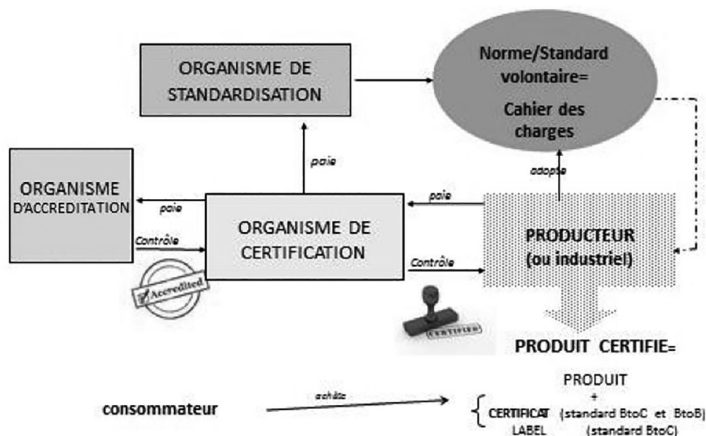 ORGANISME DE
STANDARDISATION
Norme/Standard
volontaire=
Cahier des
charges
paie
adopte
ORGANISME
D'ACCREDITATION
paie
Contrôle
ORGANISME DE
CERTIFICATION
paie
Contrôle
PRODUCTEUR
(ou industriel)
Accredited
CERTIFIED
PRODUIT CERTIFIE=
PRODUIT
+
consommateur
achète
CERTIFICAT (standard BtoC et BtoB)
LABEL (standard BtoC)